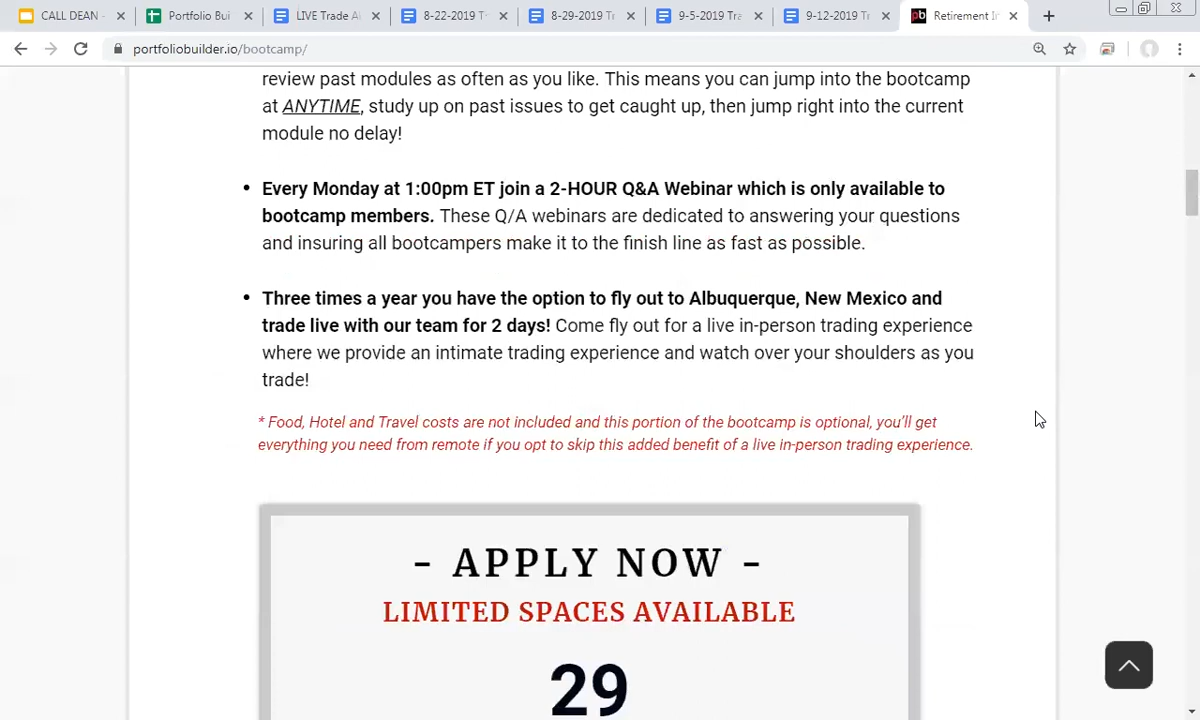 CALL DEAN -
Portfolio Bui
LIVE Trade A
8-22-2019 T
8-29-2019 Tr
9-5-2019 Tra
9-12-2019 Tr
pb Retirement I
portfoliobuilder.io/bootcamp/
review past modules as often as you like. This means you can jump into the bootcamp
at ANYTIME, study up on past issues to get caught up, then jump right into the current
module no delay!
• Every Monday at 1:00pm ET join a 2-HOUR Q&A Webinar which is only available to
bootcamp members. These Q/A webinars are dedicated to answering your questions
and insuring all bootcampers make it to the finish line as fast as possible.
• Three times a year you have the option to fly out to Albuquerque, New Mexico and
trade live with our team for 2 days! Come fly out for a live in-person trading experience
where we provide an intimate trading experience and watch over your shoulders as you
trade!
* Food, Hotel and Travel costs are not included and this portion of the bootcamp is optional, you’ll get
everything you need from remote if you opt to skip this added benefit of a live in-person trading experience.
- APPLY NOW -
LIMITED SPACES AVAILABLE
29